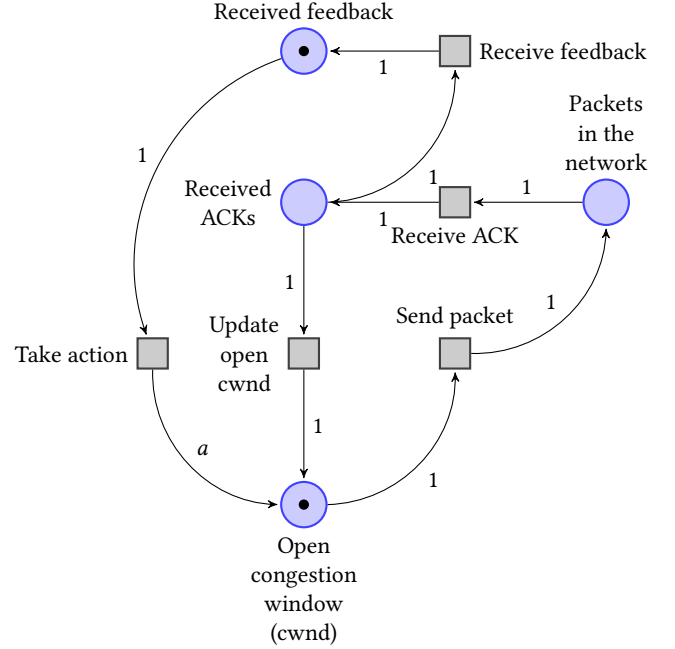 Received feedback
Receive feedback
1
Packets
in the
network
1
Received
ACKs
1
1
1
Receive ACK
1
Update
open
cwnd
Send packet
1
Take action
1
a
1
Open
congestion
window
(cwnd)